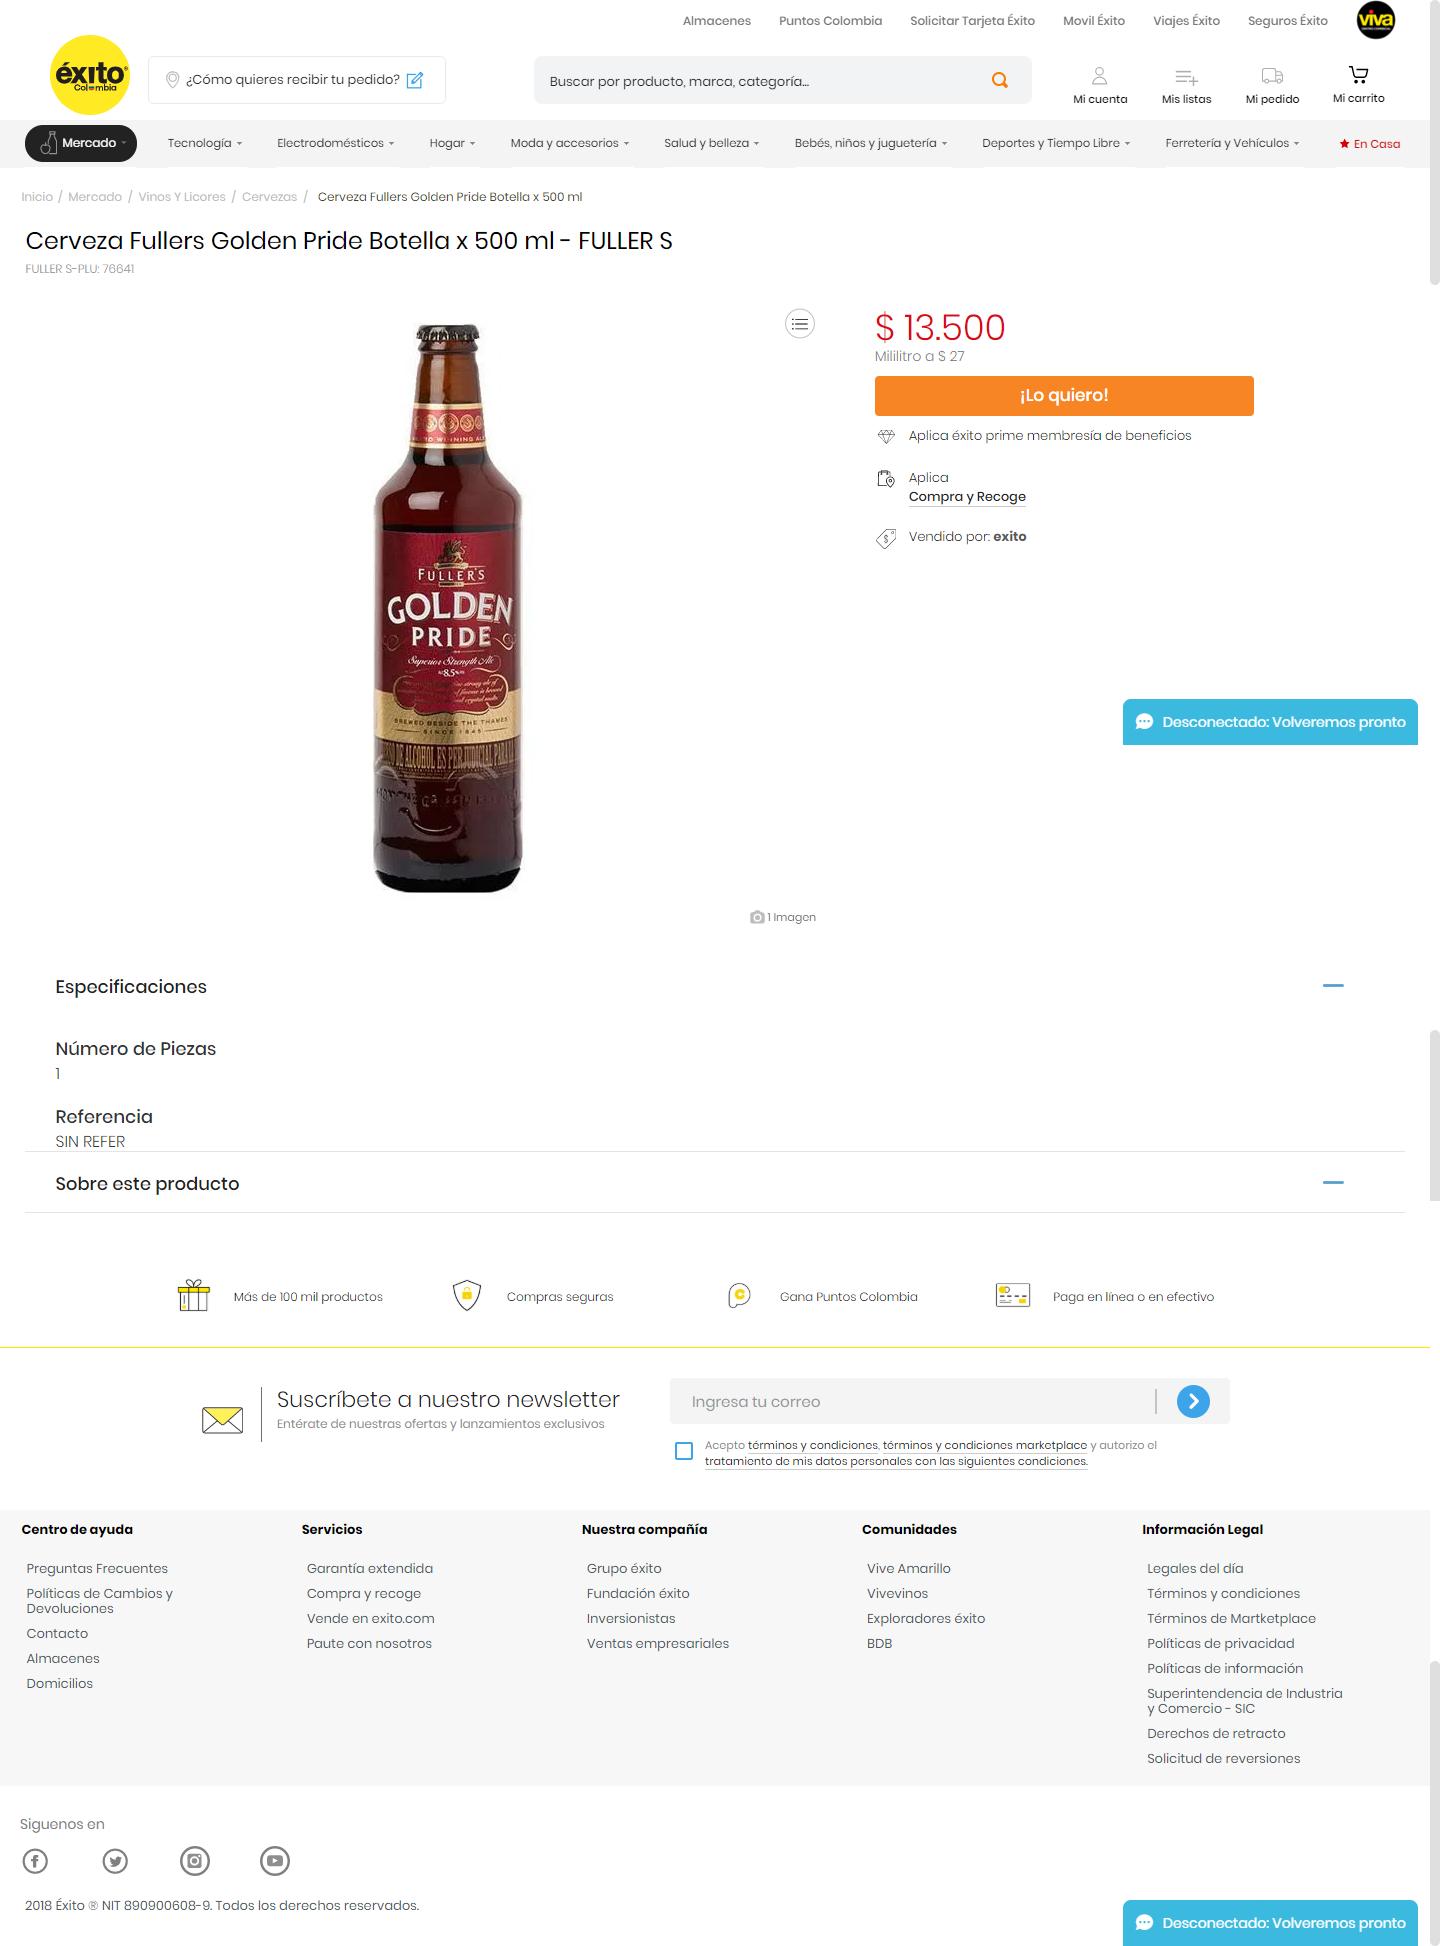 Almacenes Puntos Colombia Solicitar Tarjeta Éxito Movil Éxito Viajes Éxito Seguros Éxito viva
éxito
Colombia
¿Cómo quieres recibir tu pedido?
Buscar por producto, marca, categoría...
Mi cuenta Mis listas Mi pedido Mi carrito
Mercado Tecnología Electrodomésticos Hogar Moda y accesorios Salud y belleza Bebés, niños y juguetería Deportes y Tiempo Libre Ferretería y Vehículos En Casa
Inicio / Mercado / Vinos Y Licores / Cervezas / Cerveza Fullers Golden Pride Botella x 500 ml
Cerveza Fullers Golden Pride Botella x 500 ml - FULLER S
FULLER S-PLU: 76641
FULLER'S
GOLDEN
PRIDE
Superior Strength Ale
8.5%
BREWED BESIDE THE THAMES
SINCE 1845
DE ALCOHOL ES PERJUDICIAL PARA
1 Imagen
$ 13.500
Mililitro a $ 27
¡Lo quiero!
Aplica éxito prime membresía de beneficios
Aplica
Compra y Recoge
Vendido por: exito
Desconectado: Volveremos pronto
Especificaciones
Número de Piezas
1
Referencia
SIN REFER
Sobre este producto
Más de 100 mil productos Compras seguras Gana Puntos Colombia Paga en línea o en efectivo
Suscríbete a nuestro newsletter
Entérate de nuestras ofertas y lanzamientos exclusivos
Ingresa tu correo
Acepto términos y condiciones, términos y condiciones marketplace y autorizo el
tratamiento de mis datos personales con las siguientes condiciones.
Centro de ayuda
Preguntas Frecuentes
Políticas de Cambios y
Devoluciones
Contacto
Almacenes
Domicilios
Servicios
Garantía extendida
Compra y recoge
Vende en exito.com
Paute con nosotros
Nuestra compañía
Grupo éxito
Fundación éxito
Inversionistas
Ventas empresariales
Comunidades
Vive Amarillo
Vivevinos
Exploradores éxito
BDB
Información Legal
Legales del día
Términos y condiciones
Términos de Martketplace
Políticas de privacidad
Políticas de información
Superintendencia de Industria
y Comercio - SIC
Derechos de retracto
Solicitud de reversiones
Siguenos en
2018 Éxito ® NIT 890900608-9. Todos los derechos reservados.
Desconectado: Volveremos pronto